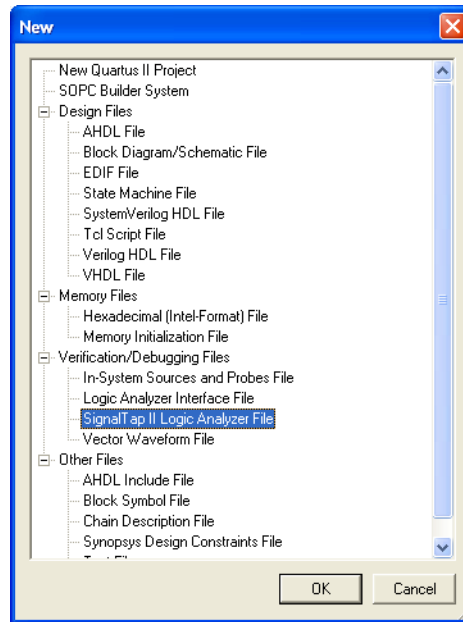 New
New Quartus II Project
SOPC Builder System
Design Files
AHDL File
Block Diagram/Schematic File
EDIF File
State Machine File
SystemVerilog HDL File
Tcl Script File
Verilog HDL File
VHDL File
Memory Files
Hexadecimal (Intel-Format) File
Memory Initialization File
Verification/Debugging Files
In-System Sources and Probes File
Logic Analyzer Interface File
SignalTap II Logic Analyzer File
Vector Waveform File
Other Files
AHDL Include File
Block Symbol File
Chain Description File
Synopsys Design Constraints File
OK Cancel